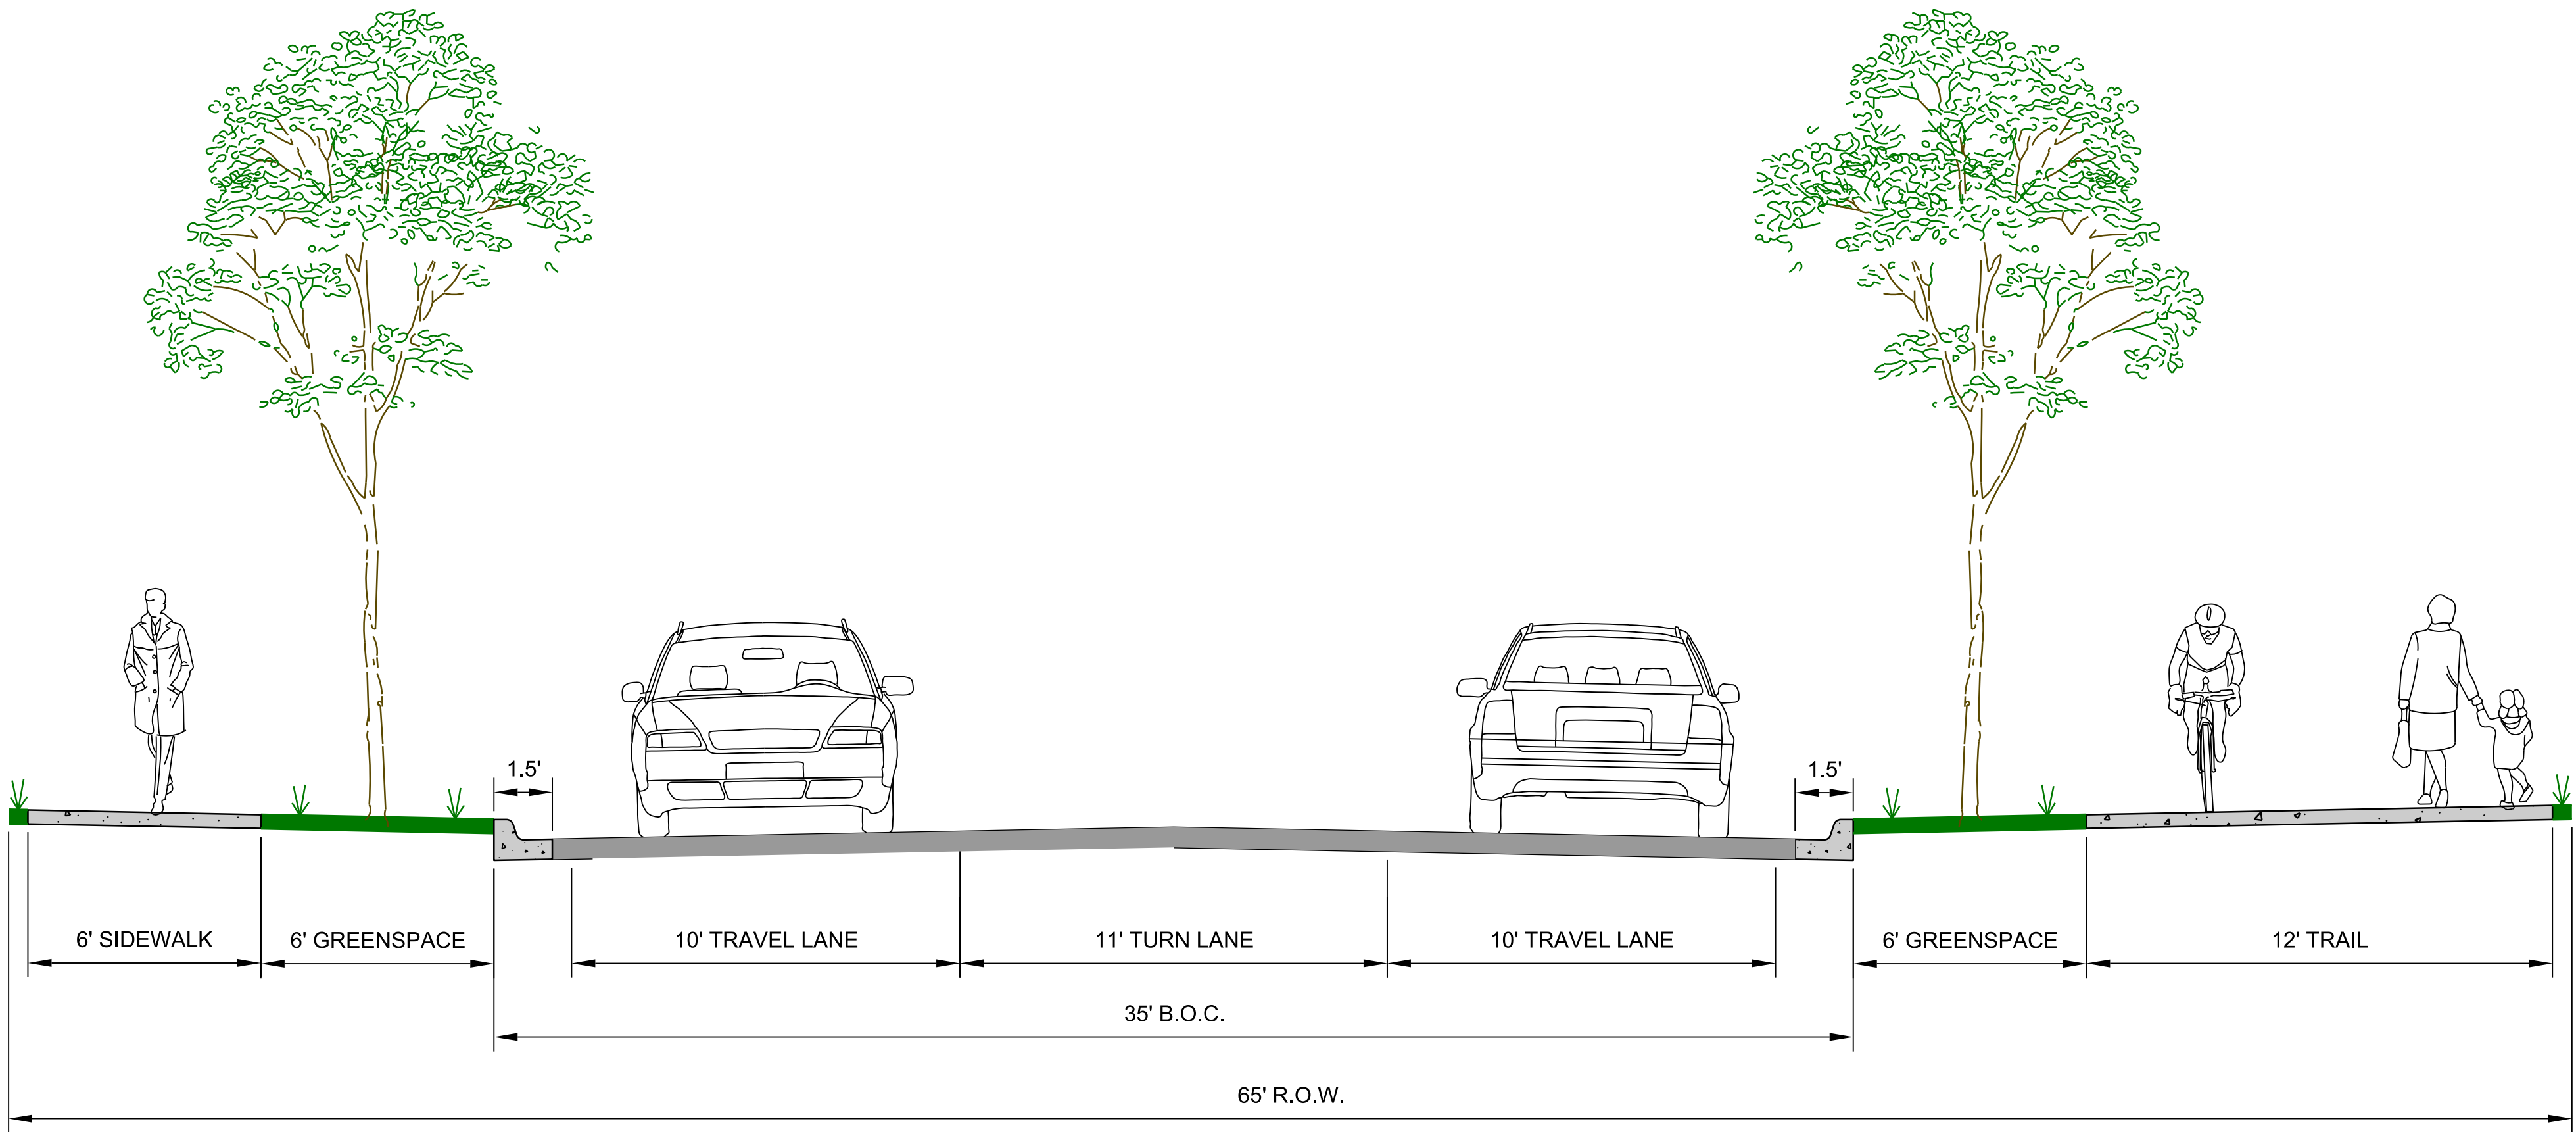 1.5'
1.5'
6' SIDEWALK
6' GREENSPACE
10' TRAVEL LANE
11' TURN LANE
10' TRAVEL LANE
6' GREENSPACE
12' TRAIL
35' B.O.C.
65' R.O.W.